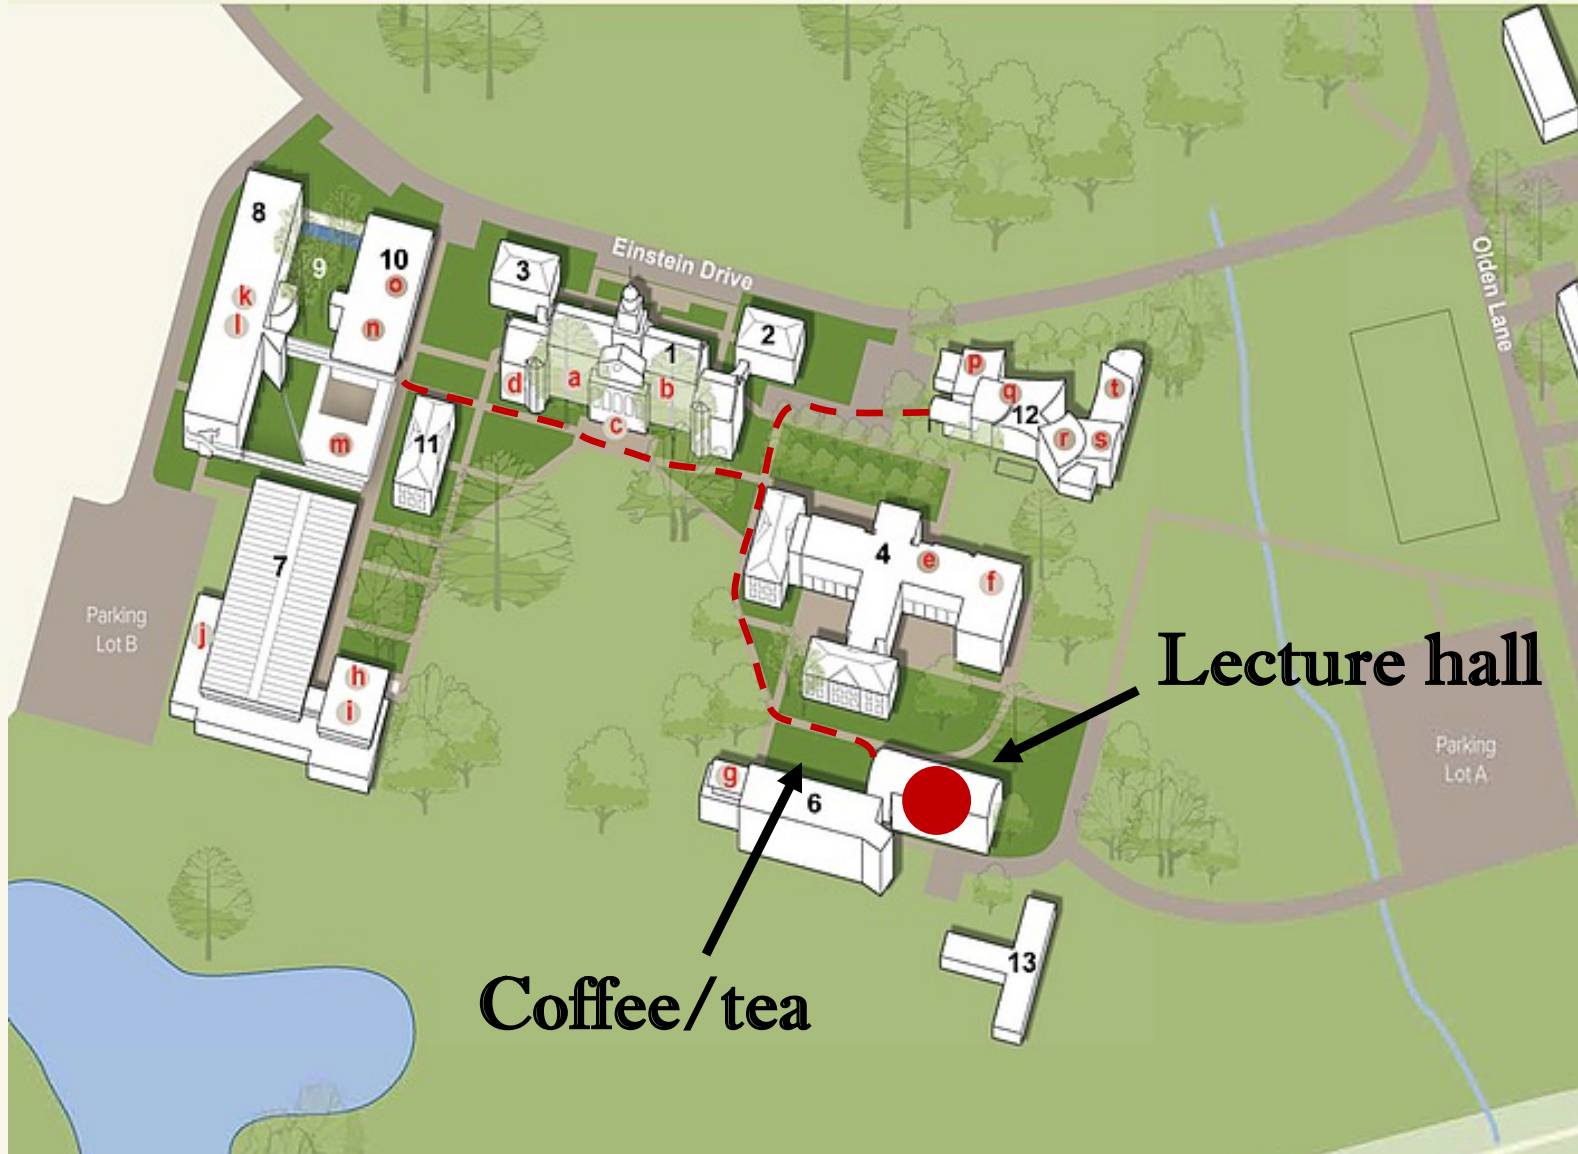 8
10
9
o
k
l
n
3
Einstein Drive
2
1
d
a
b
c
p
q
12
t
r
s
Olden Lane
m
11
7
4
e
f
Parking
Lot B
j
h
i
Lecture hall
g
6
Parking
Lot A
Coffee/tea
13